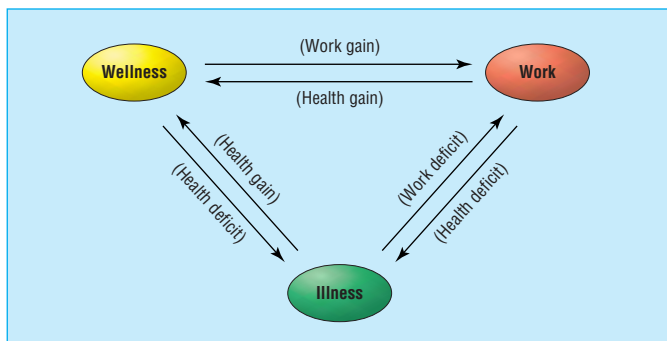 Wellness
(Work gain)
Work
(Health gain)
(Health gain)
(Health deficit)
(Work deficit)
(Health deficit)
Illness